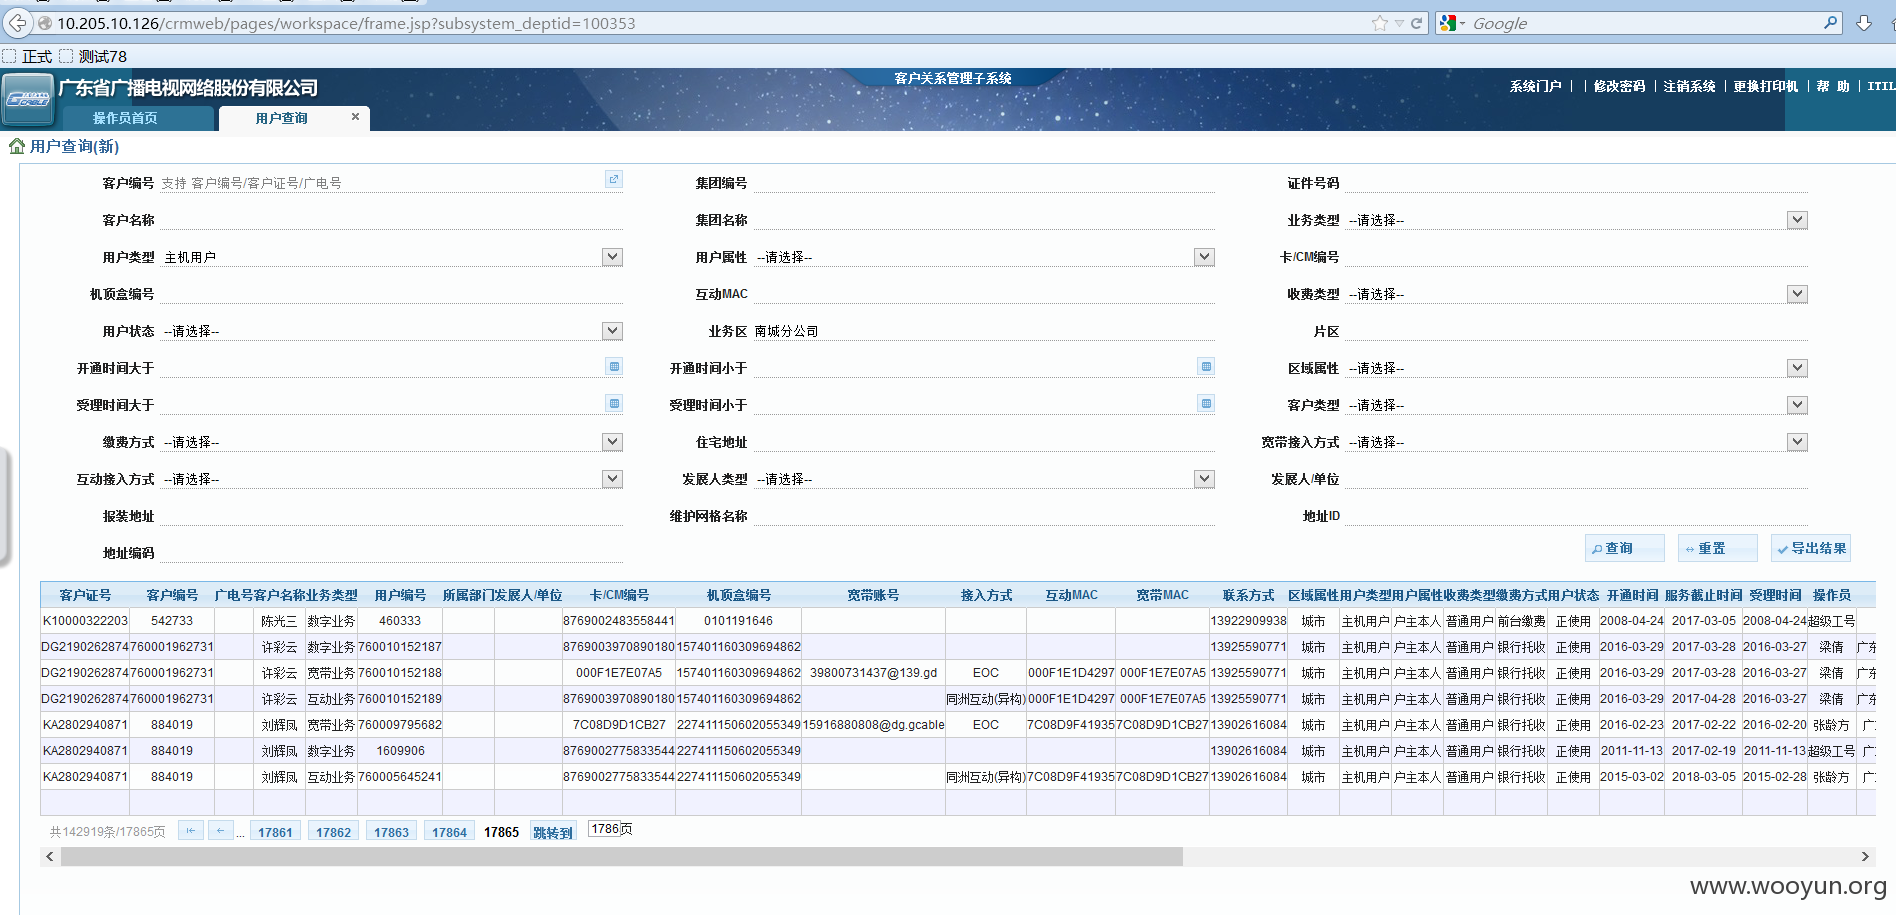 10.205.10.126/crmweb/pages/workspace/frame.jsp?subsystem_deptid=100353 Google
正式 测试78
广东省广播电视网络股份有限公司 客户关系管理子系统 系统门户 | | 修改密码 | 注销系统 | 更换打印机 | 帮 助 | ITIL
操作员首页 用户查询 ×
用户查询(新)
客户编号 支持 客户编号/客户证号/广电号 集团编号 证件号码
客户名称 集团名称 业务类型 --请选择--
用户类型 主机用户 用户属性 --请选择-- 卡/CM编号
机顶盒编号 互动MAC 收费类型 --请选择--
用户状态 --请选择-- 业务区 南城分公司 片区
开通时间大于 开通时间小于 区域属性 --请选择--
受理时间大于 受理时间小于 客户类型 --请选择--
缴费方式 --请选择-- 住宅地址 宽带接入方式 --请选择--
互动接入方式 --请选择-- 发展人类型 --请选择-- 发展人/单位
报装地址 维护网格名称 地址ID
地址编码
查询 重置 导出结果
客户证号 客户编号 广电号 客户名称 业务类型 用户编号 所属部门 发展人/单位 卡/CM编号 机顶盒编号 宽带账号 接入方式 互动MAC 宽带MAC 联系方式 区域属性 用户类型 用户属性 收费类型 缴费方式 用户状态 开通时间 服务截止时间 受理时间 操作员
K10000322203 542733 陈光三 数字业务 460333 8769002483558441 0101191646 13922909938 城市 主机用户 户主本人 普通用户 前台缴费 正使用 2008-04-24 2017-03-05 2008-04-24 超级工号
DG2190262874 760001962731 许彩云 数字业务 760010152187 8769003970890180 157401160309694862 13925590771 城市 主机用户 户主本人 普通用户 银行托收 正使用 2016-03-29 2017-03-28 2016-03-27 梁倩 广东
DG2190262874 760001962731 许彩云 宽带业务 760010152188 000F1E7E07A5 157401160309694862 39800731437@139.gd EOC 000F1E1D4297 000F1E7E07A5 13925590771 城市 主机用户 户主本人 普通用户 银行托收 正使用 2016-03-29 2017-03-28 2016-03-27 梁倩 广东
DG2190262874 760001962731 许彩云 互动业务 760010152189 8769003970890180 157401160309694862 同洲互动(异构) 000F1E1D4297 000F1E7E07A5 13925590771 城市 主机用户 户主本人 普通用户 银行托收 正使用 2016-03-29 2017-04-28 2016-03-27 梁倩 广东
KA2802940871 884019 刘辉凤 宽带业务 760009795682 7C08D9D1CB27 227411150602055349 15916880808@dg.gcable EOC 7C08D9F41935 7C08D9D1CB27 13902616084 城市 主机用户 户主本人 普通用户 银行托收 正使用 2016-02-23 2017-02-22 2016-02-20 张龄方 广
KA2802940871 884019 刘辉凤 数字业务 1609906 8769002775833544 227411150602055349 13902616084 城市 主机用户 户主本人 普通用户 银行托收 正使用 2011-11-13 2017-02-19 2011-11-13 超级工号 广
KA2802940871 884019 刘辉凤 互动业务 760005645241 8769002775833544 227411150602055349 同洲互动(异构) 7C08D9F41935 7C08D9D1CB27 13902616084 城市 主机用户 户主本人 普通用户 银行托收 正使用 2015-03-02 2018-03-05 2015-02-28 张龄方 广
共142919条/17865页 ... 17861 17862 17863 17864 17865 跳转到 1786 页
www.wooyun.org